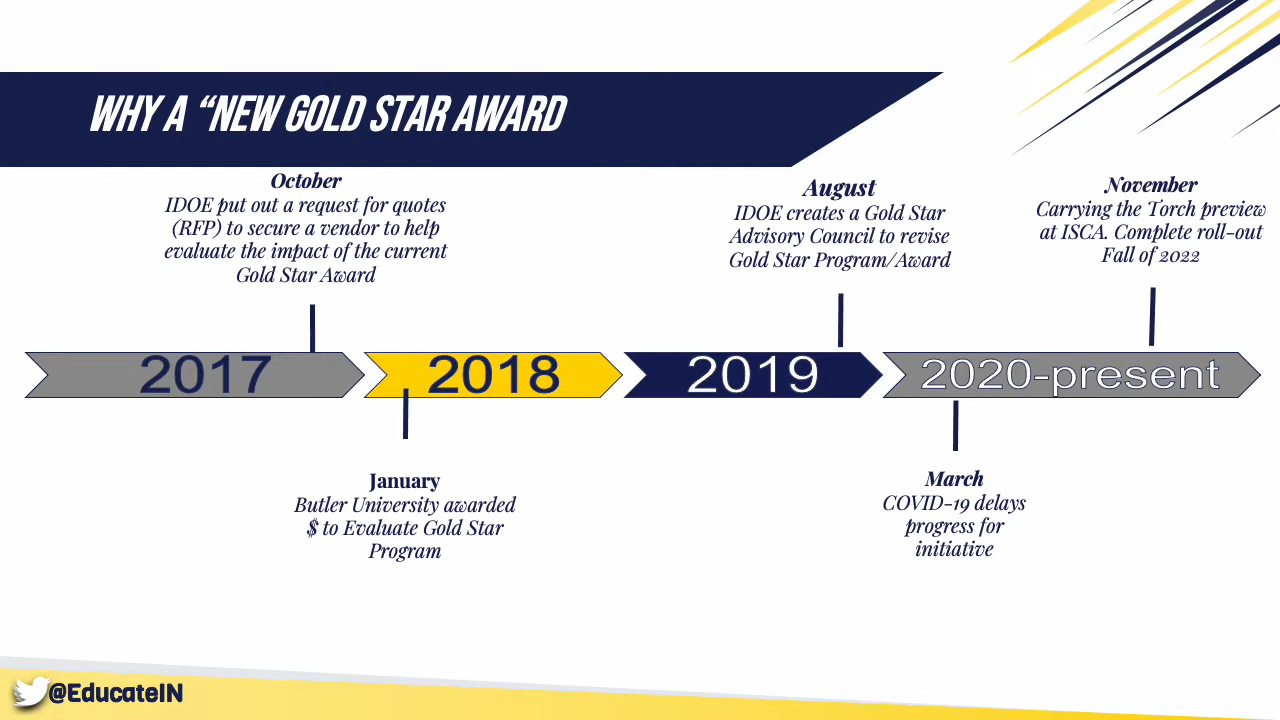 WHY A “NEW GOLD STAR AWARD
October
IDOE put out a request for quotes
(RFP) to secure a vendor to help
evaluate the impact of the current
Gold Star Award
August
IDOE creates a Gold Star
Advisory Council to revise
Gold Star Program/Award
November
Carrying the Torch preview
at ISCA. Complete roll-out
Fall of 2022
2017
2018
2019
2020-present
January
Butler University awarded
$ to Evaluate Gold Star
Program
March
COVID-19 delays
progress for
initiative
@EducateIN